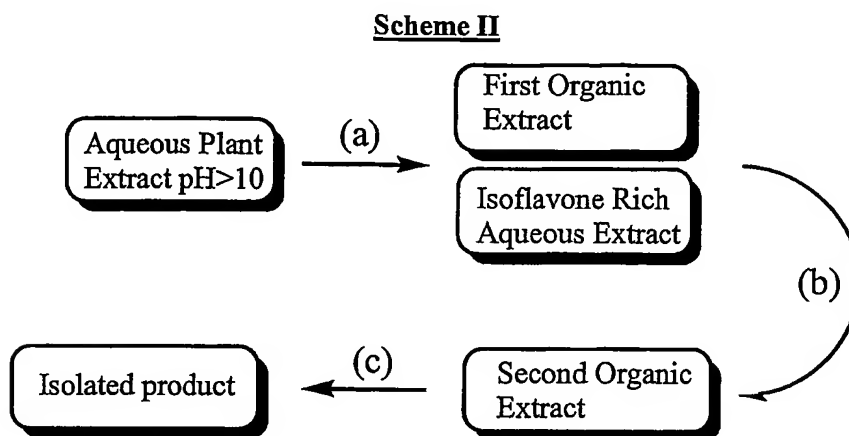 Scheme II
Aqueous Plant
Extract pH>10
(a)
First Organic
Extract
Isoflavone Rich
Aqueous Extract
(b)
Second Organic
Extract
(c)
Isolated product